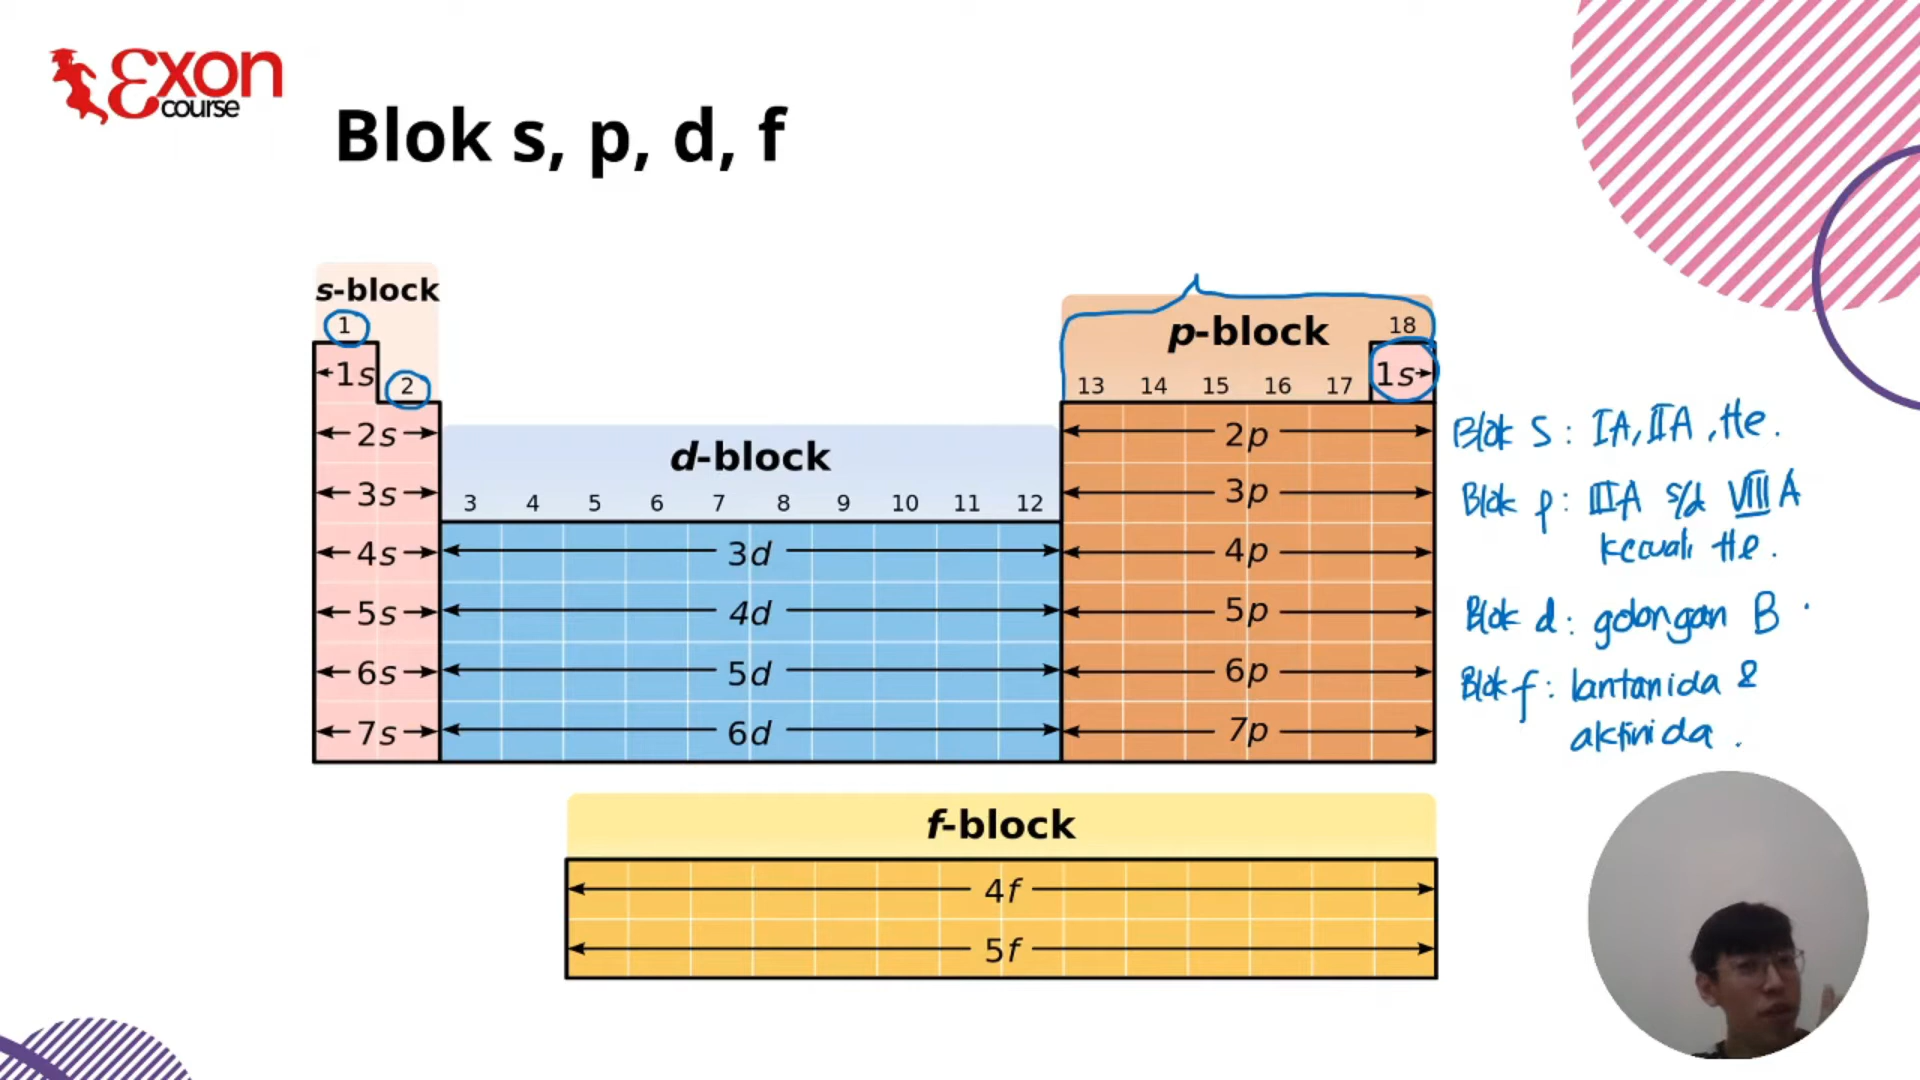 Exon
course
Blok s, p, d, f
s-block
1
1s
2
p-block
18
13 14 15 16 17
1s
2s
2p
Blok s : IA, IIA , He .
d-block
3s
3p
Blok p : IIIA s/d VIIIA
kecuali He .
3 4 5 6 7 8 9 10 11 12
4s
3d
4p
5s
4d
5p
Blok d : golongan B
6s
5d
6p
Blok f : lantanida &
aktinida .
7s
6d
7p
f-block
4f
5f